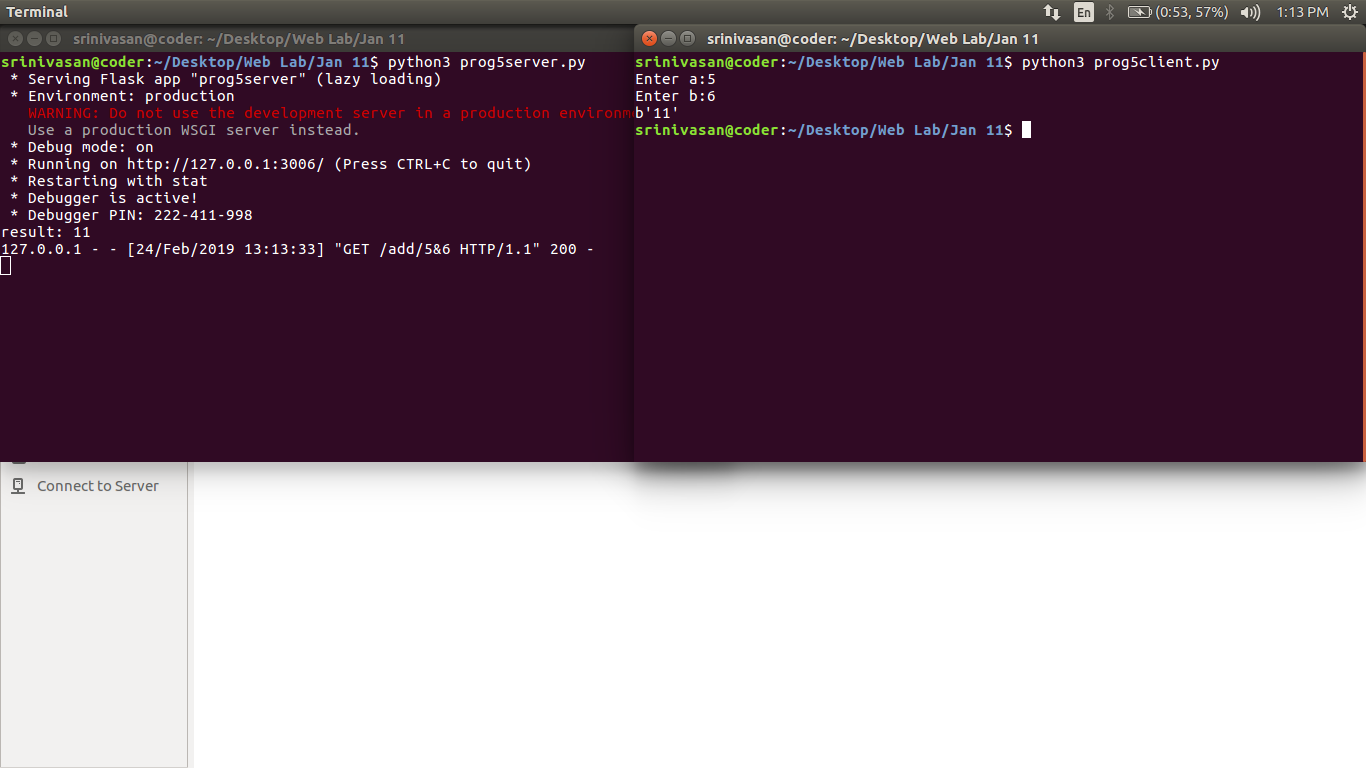 Terminal
En
(0:53, 57%)
1:13 PM
srinivasan@coder: ~/Desktop/Web Lab/Jan 11
srinivasan@coder:~/Desktop/Web Lab/Jan 11$ python3 prog5server.py
* Serving Flask app "prog5server" (lazy loading)
* Environment: production
WARNING: Do not use the development server in a production
Use a production WSGI server instead.
* Debug mode: on
* Running on http://127.0.0.1:3006/ (Press CTRL+C to quit)
* Restarting with stat
* Debugger is active!
* Debugger PIN: 222-411-998
result: 11
127.0.0.1 - - [24/Feb/2019 13:13:33] "GET /add/5&6 HTTP/1.1" 200 -
srinivasan@coder: ~/Desktop/Web Lab/Jan 11
srinivasan@coder:~/Desktop/Web Lab/Jan 11$ python3 prog5client.py
Enter a:5
Enter b:6
b'11'
srinivasan@coder:~/Desktop/Web Lab/Jan 11$
Connect to Server